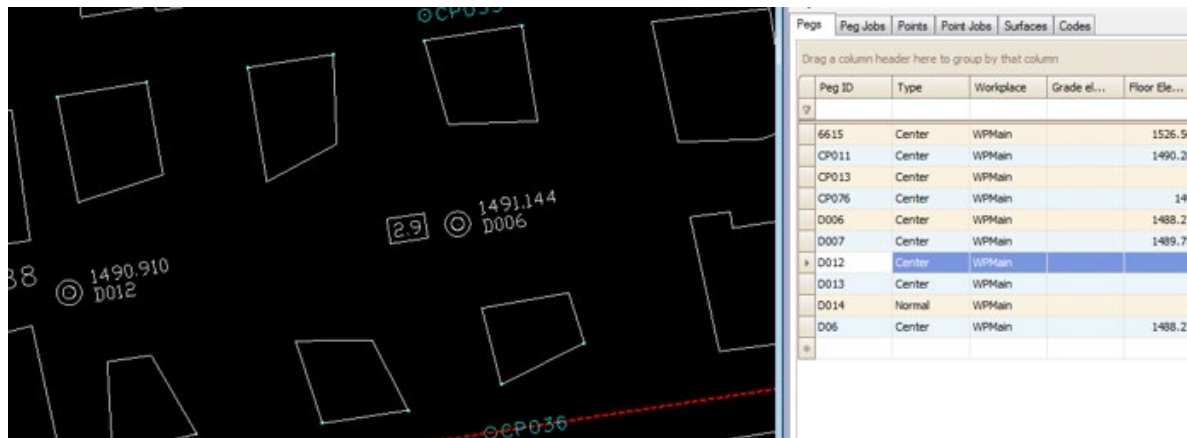 CP035
1491.144
2.9
D006
38
1490.910
D012
CP036
Pegs Peg Jobs Points Point Jobs Surfaces Codes
Drag a column header here to group by that column
Peg ID Type Workplace Grade el... Floor Ele...
6615 Center WPMain 1526.5
CP011 Center WPMain 1490.2
CP013 Center WPMain
CP076 Center WPMain 14
D006 Center WPMain 1488.2
D007 Center WPMain 1489.7
D012 Center WPMain
D013 Center WPMain
D014 Normal WPMain
D06 Center WPMain 1488.2